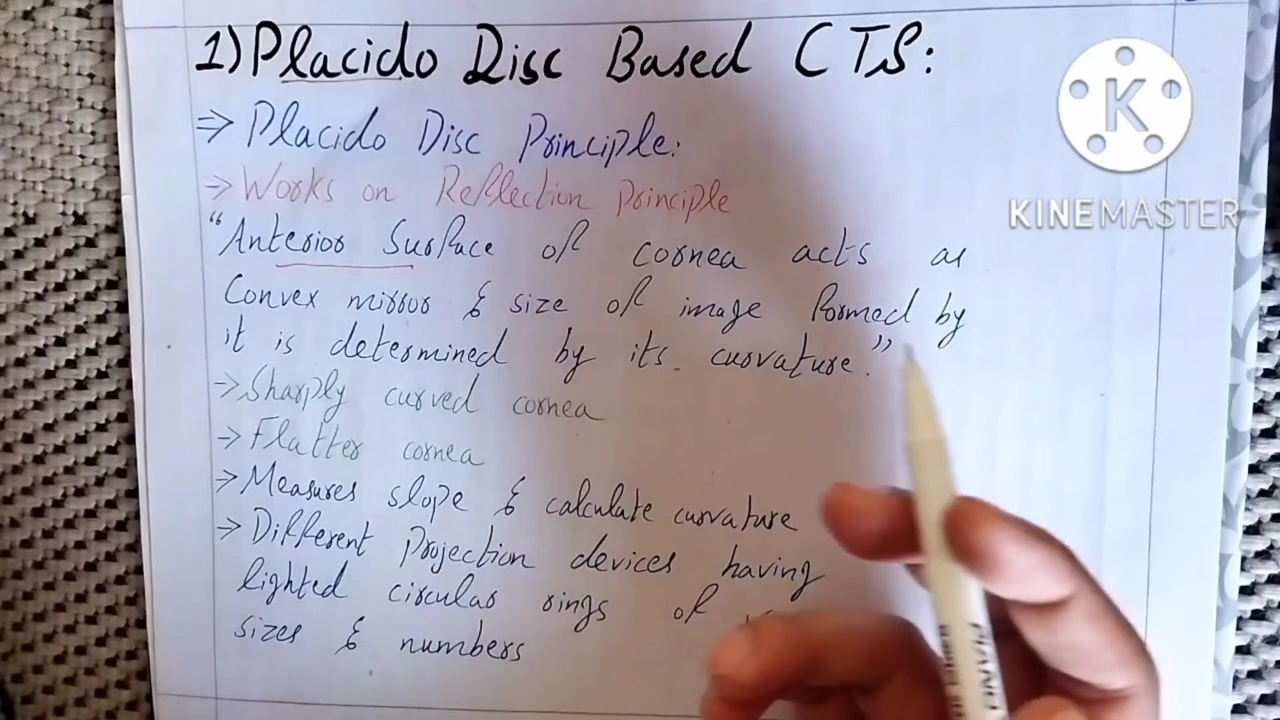 1) Placido Disc Based CTS:
⇒ Placido Disc Principle:
→ Works on Reflection Principle
"Anterior Surface of cornea acts as
Convex mirror & size of image formed by
it is determined by its curvature."
→ Sharply curved cornea
→ Flatter cornea
→ Measures slope & calculate curvature
→ Different Projection devices having
lighted circular rings of
sizes & numbers
K
KINEMASTER
PIANO